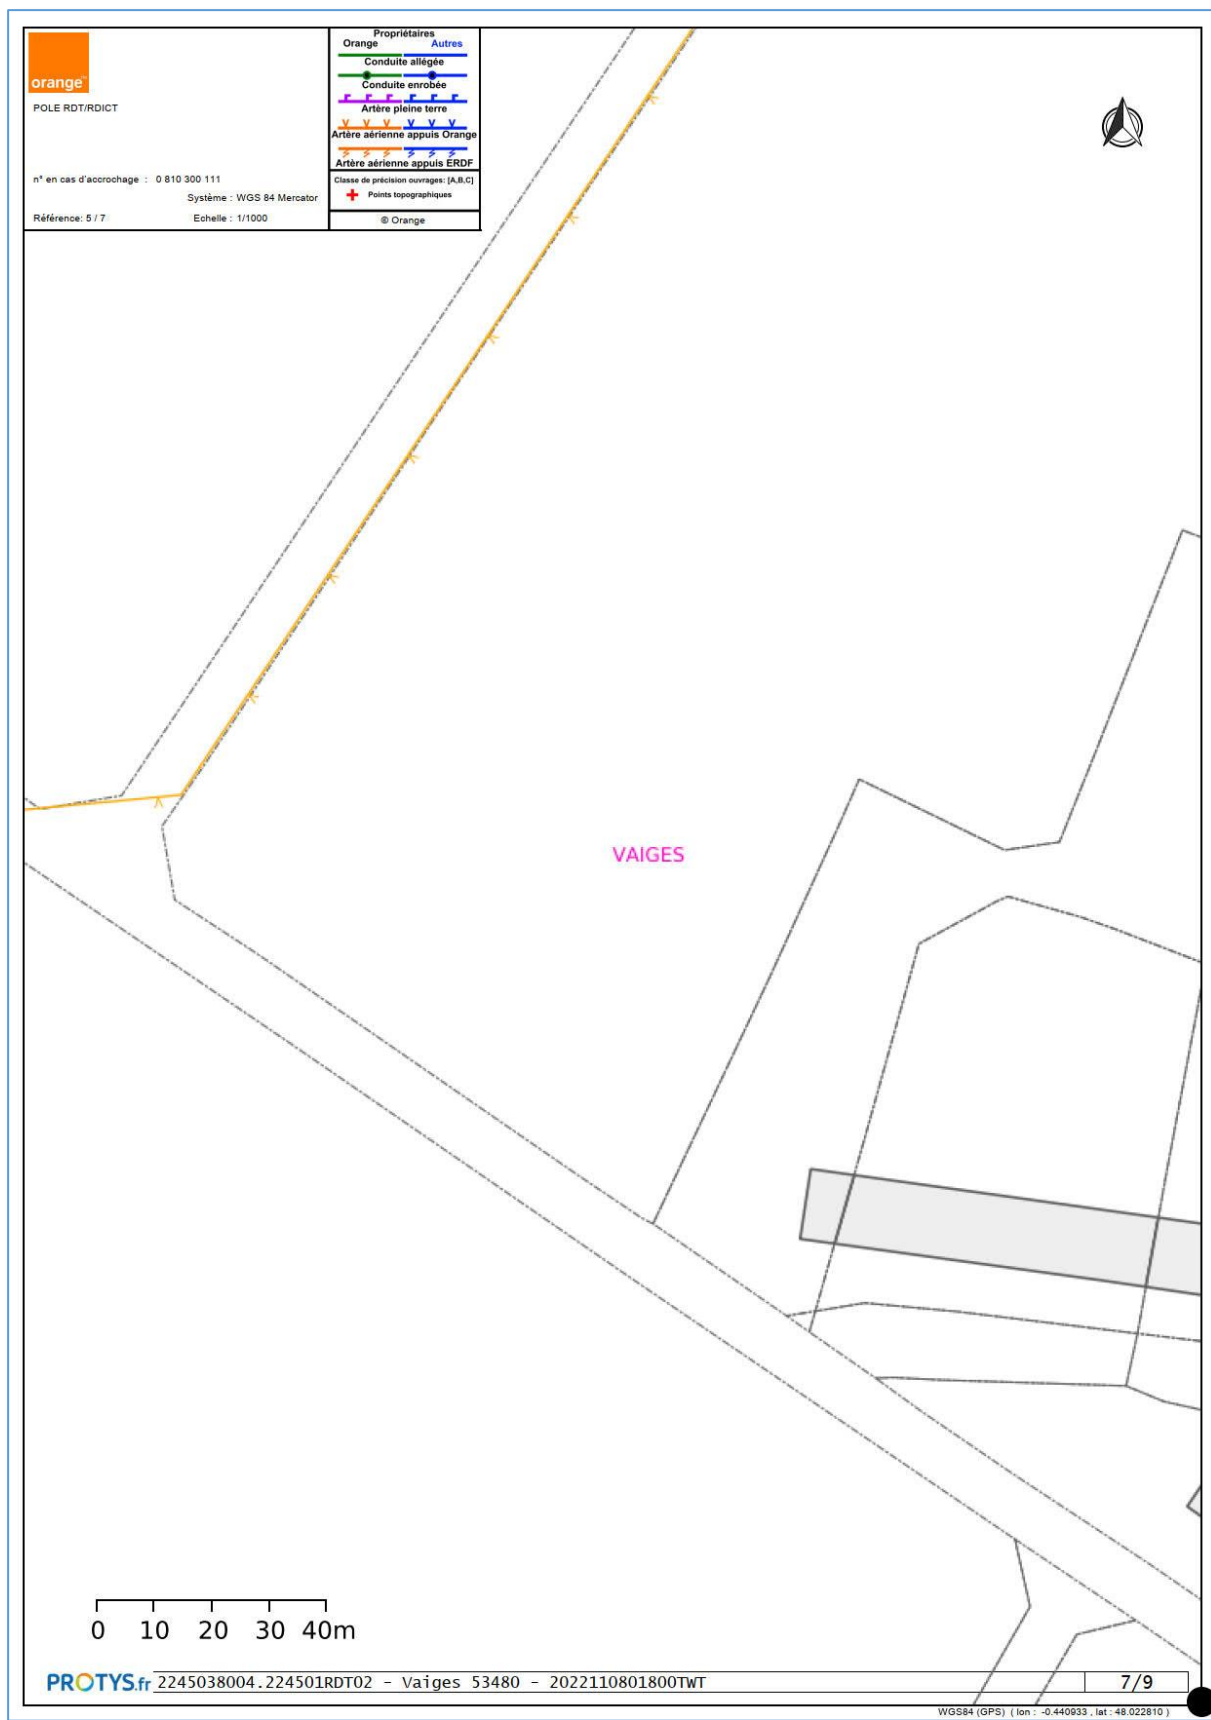 orange™
POLE RDT/RDICT
n° en cas d'accrochage : 0 810 300 111
Système : WGS 84 Mercator
Référence: 5 / 7 Echelle : 1/1000
Propriétaires
Orange Autres
Conduite allégée
Conduite enrobée
Artère pleine terre
Artère aérienne appuis Orange
Artère aérienne appuis ERDF
Classe de précision ouvrages: [A,B,C]
Points topographiques
© Orange
VAIGES
0 10 20 30 40m
PROTYS.fr 2245038004.224501RDT02 - Vaiges 53480 - 2022110801800TWT 7/9
WGS84 (GPS) ( lon : -0.440933 , lat : 48.022810 )